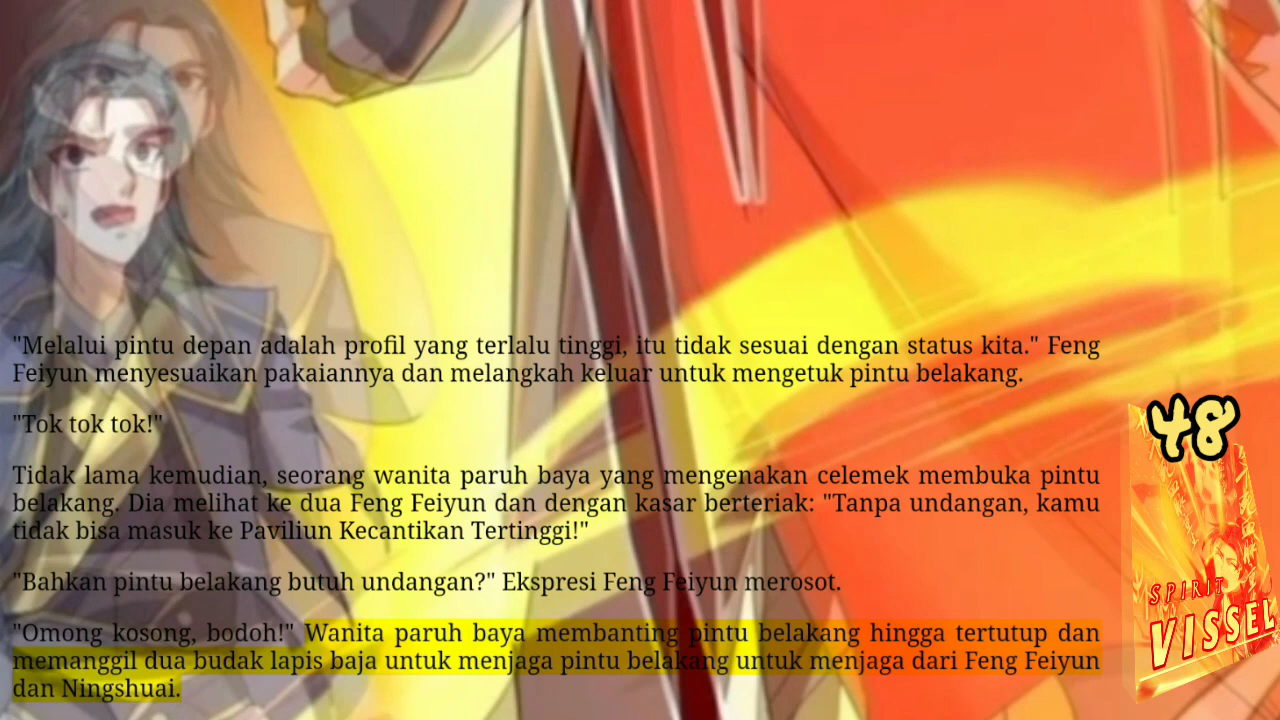 "Melalui pintu depan adalah profil yang terlalu tinggi, itu tidak sesuai dengan status kita." Feng
Feiyun menyesuaikan pakaiannya dan melangkah keluar untuk mengetuk pintu belakang.
"Tok tok tok!"
Tidak lama kemudian, seorang wanita paruh baya yang mengenakan celemek membuka pintu
belakang. Dia melihat ke dua Feng Feiyun dan dengan kasar berteriak: "Tanpa undangan, kamu
tidak bisa masuk ke Paviliun Kecantikan Tertinggi!"
"Bahkan pintu belakang butuh undangan?" Ekspresi Feng Feiyun merosot.
"Omong kosong, bodoh!" Wanita paruh baya membanting pintu belakang hingga tertutup dan
memanggil dua budak lapis baja untuk menjaga pintu belakang untuk menjaga dari Feng Feiyun
dan Ningshuai.
48
SPIRIT
VISSEL